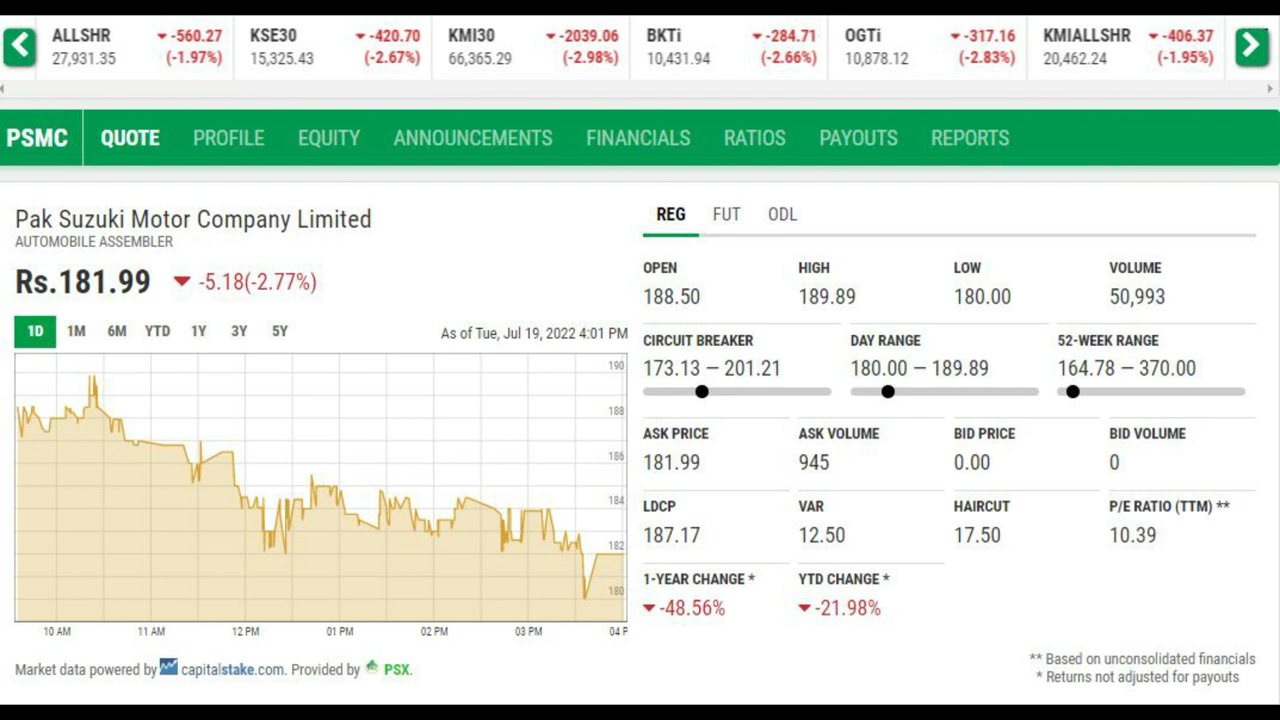 ALLSHR ▼ -560.27 KSE30 ▼ -420.70 KMI30 ▼ -2039.06 BKTi ▼ -284.71 OGTi ▼ -317.16 KMIALLSHR ▼ -406.37
27,931.35 (-1.97%) 15,325.43 (-2.67%) 66,365.29 (-2.98%) 10,431.94 (-2.66%) 10,878.12 (-2.83%) 20,462.24 (-1.95%)
PSMC QUOTE PROFILE EQUITY ANNOUNCEMENTS FINANCIALS RATIOS PAYOUTS REPORTS
Pak Suzuki Motor Company Limited
AUTOMOBILE ASSEMBLER
Rs.181.99 ▼ -5.18(-2.77%)
1D 1M 6M YTD 1Y 3Y 5Y As of Tue, Jul 19, 2022 4:01 PM
190
188
186
184
182
180
10 AM 11 AM 12 PM 01 PM 02 PM 03 PM 04 P
Market data powered by capitalstake.com. Provided by PSX.
REG FUT ODL
OPEN HIGH LOW VOLUME
188.50 189.89 180.00 50,993
CIRCUIT BREAKER DAY RANGE 52-WEEK RANGE
173.13 — 201.21 180.00 — 189.89 164.78 — 370.00
ASK PRICE ASK VOLUME BID PRICE BID VOLUME
181.99 945 0.00 0
LDCP VAR HAIRCUT P/E RATIO (TTM) **
187.17 12.50 17.50 10.39
1-YEAR CHANGE * YTD CHANGE *
▼ -48.56% ▼ -21.98%
** Based on unconsolidated financials
* Returns not adjusted for payouts